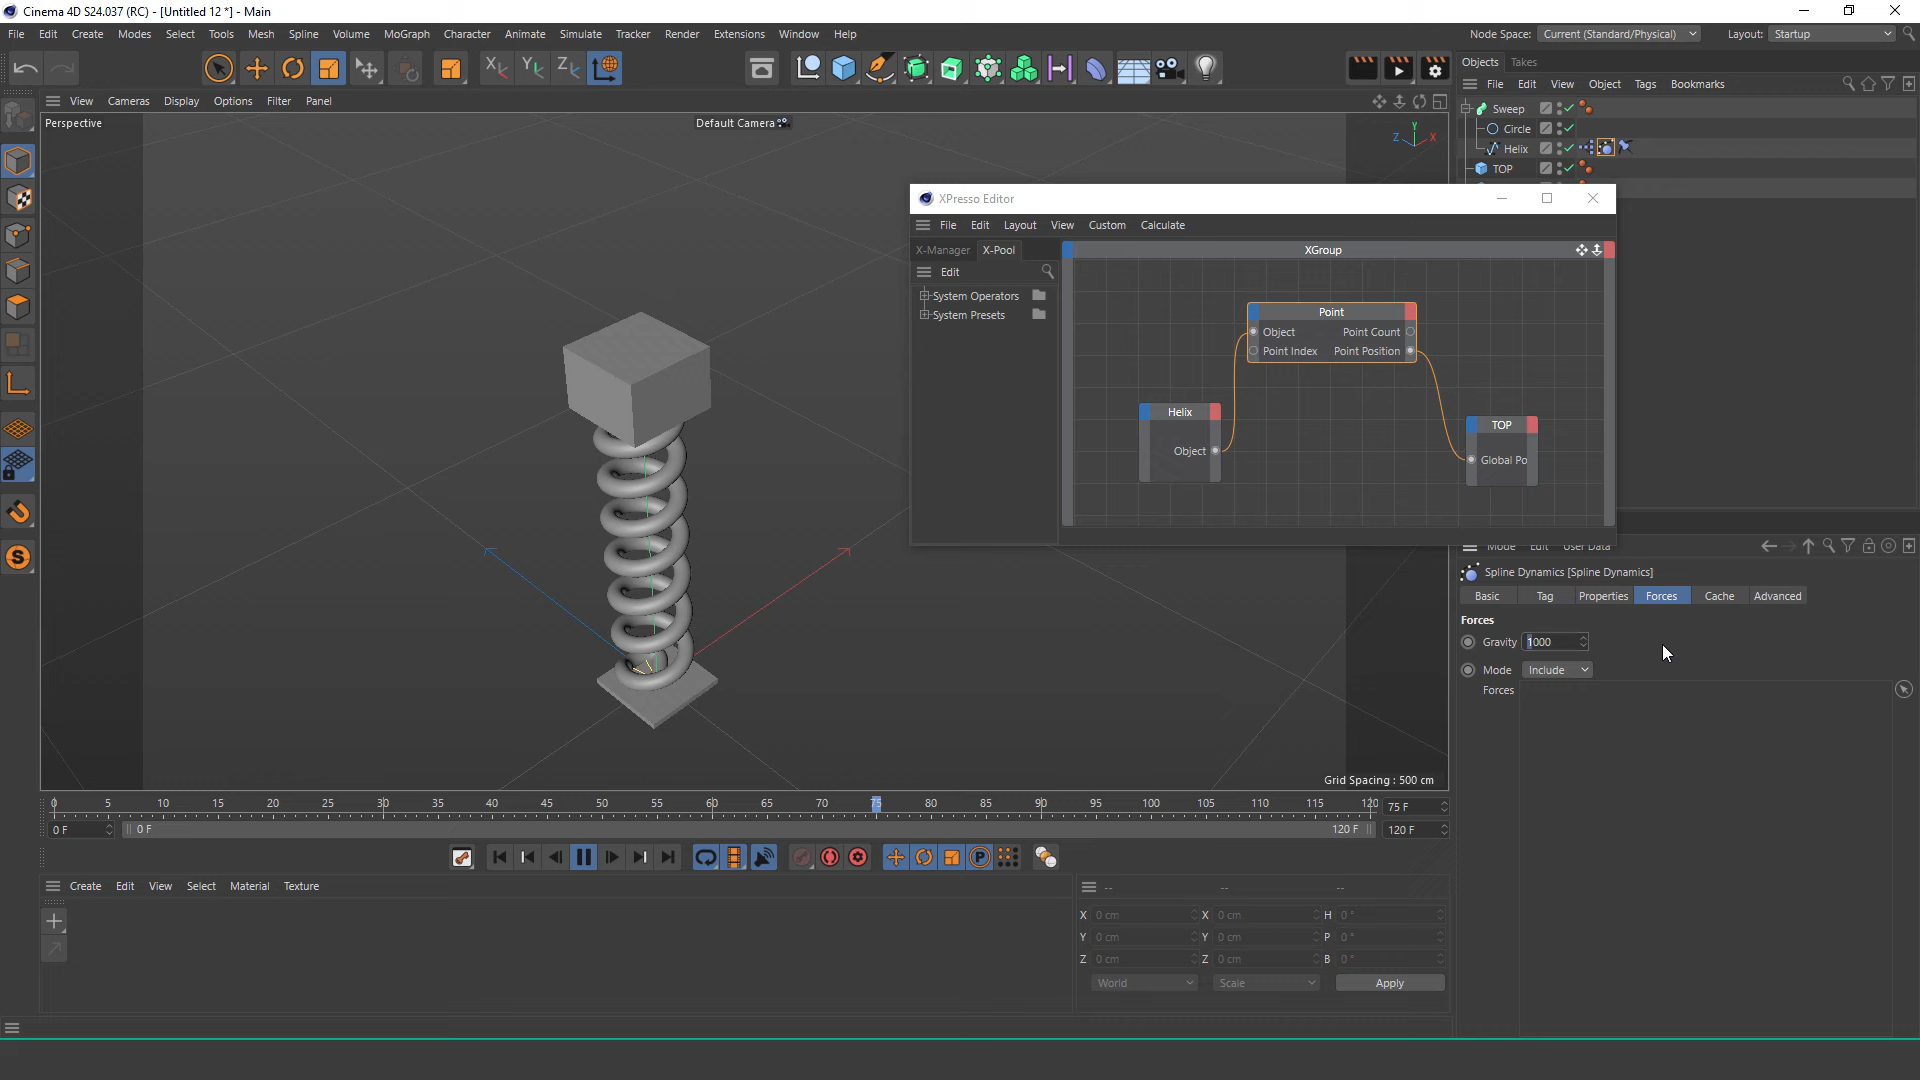 Cinema 4D S24.037 (RC) - [Untitled 12 *] - Main
File Edit Create Modes Select Tools Mesh Spline Volume MoGraph Character Animate Simulate Tracker Render Extensions Window Help
Node Space: Current (Standard/Physical) Layout: Startup
Objects Takes
File Edit View Object Tags Bookmarks
View Cameras Display Options Filter Panel
Perspective
Default Camera
Y
Z X
Sweep
Circle
Helix
TOP
XPresso Editor
File Edit Layout View Custom Calculate
X-Manager X-Pool
XGroup
Edit
System Operators
System Presets
Point
Object Point Count
Point Index Point Position
Helix
Object
TOP
Global Po
Mode Edit User Data
Spline Dynamics [Spline Dynamics]
Basic Tag Properties Forces Cache Advanced
Forces
Gravity 1000
Mode Include
Forces
Grid Spacing : 500 cm
0 5 10 15 20 25 30 35 40 45 50 55 60 65 70 75 80 85 90 95 100 105 110 115 120
75 F
0 F 0 F 120 F 120 F
Create Edit View Select Material Texture
-- -- --
X 0 cm X 0 cm H 0 °
Y 0 cm Y 0 cm P 0 °
Z 0 cm Z 0 cm B 0 °
World Scale Apply